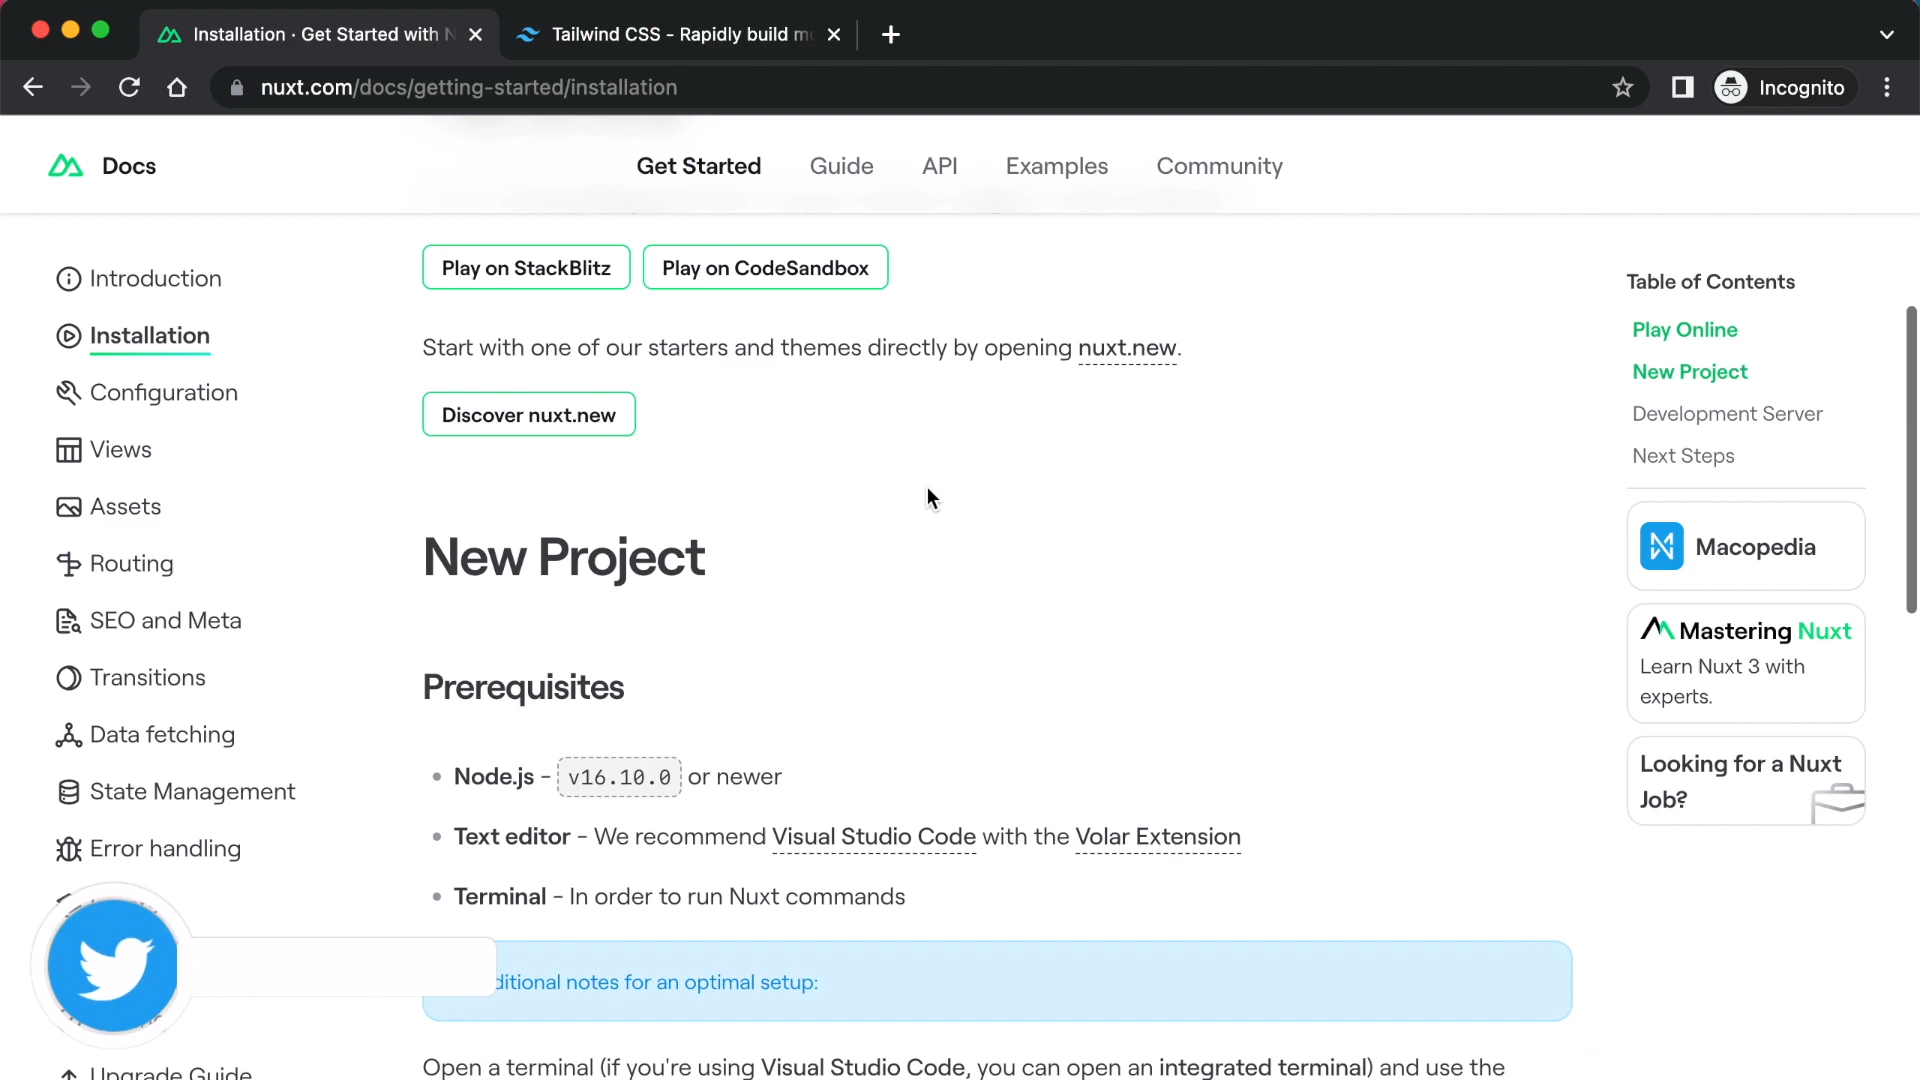 Installation · Get Started with N
Tailwind CSS - Rapidly build mo
nuxt.com/docs/getting-started/installation
Incognito
Docs
Get Started
Guide
API
Examples
Community
Introduction
Installation
Configuration
Views
Assets
Routing
SEO and Meta
Transitions
Data fetching
State Management
Error handling
Upgrade Guide
Play on StackBlitz
Play on CodeSandbox
Start with one of our starters and themes directly by opening nuxt.new.
Discover nuxt.new
New Project
Prerequisites
Node.js - v16.10.0 or newer
Text editor - We recommend Visual Studio Code with the Volar Extension
Terminal - In order to run Nuxt commands
ditional notes for an optimal setup:
Open a terminal (if you're using Visual Studio Code, you can open an integrated terminal) and use the
Table of Contents
Play Online
New Project
Development Server
Next Steps
Macopedia
Mastering Nuxt
Learn Nuxt 3 with
experts.
Looking for a Nuxt
Job?